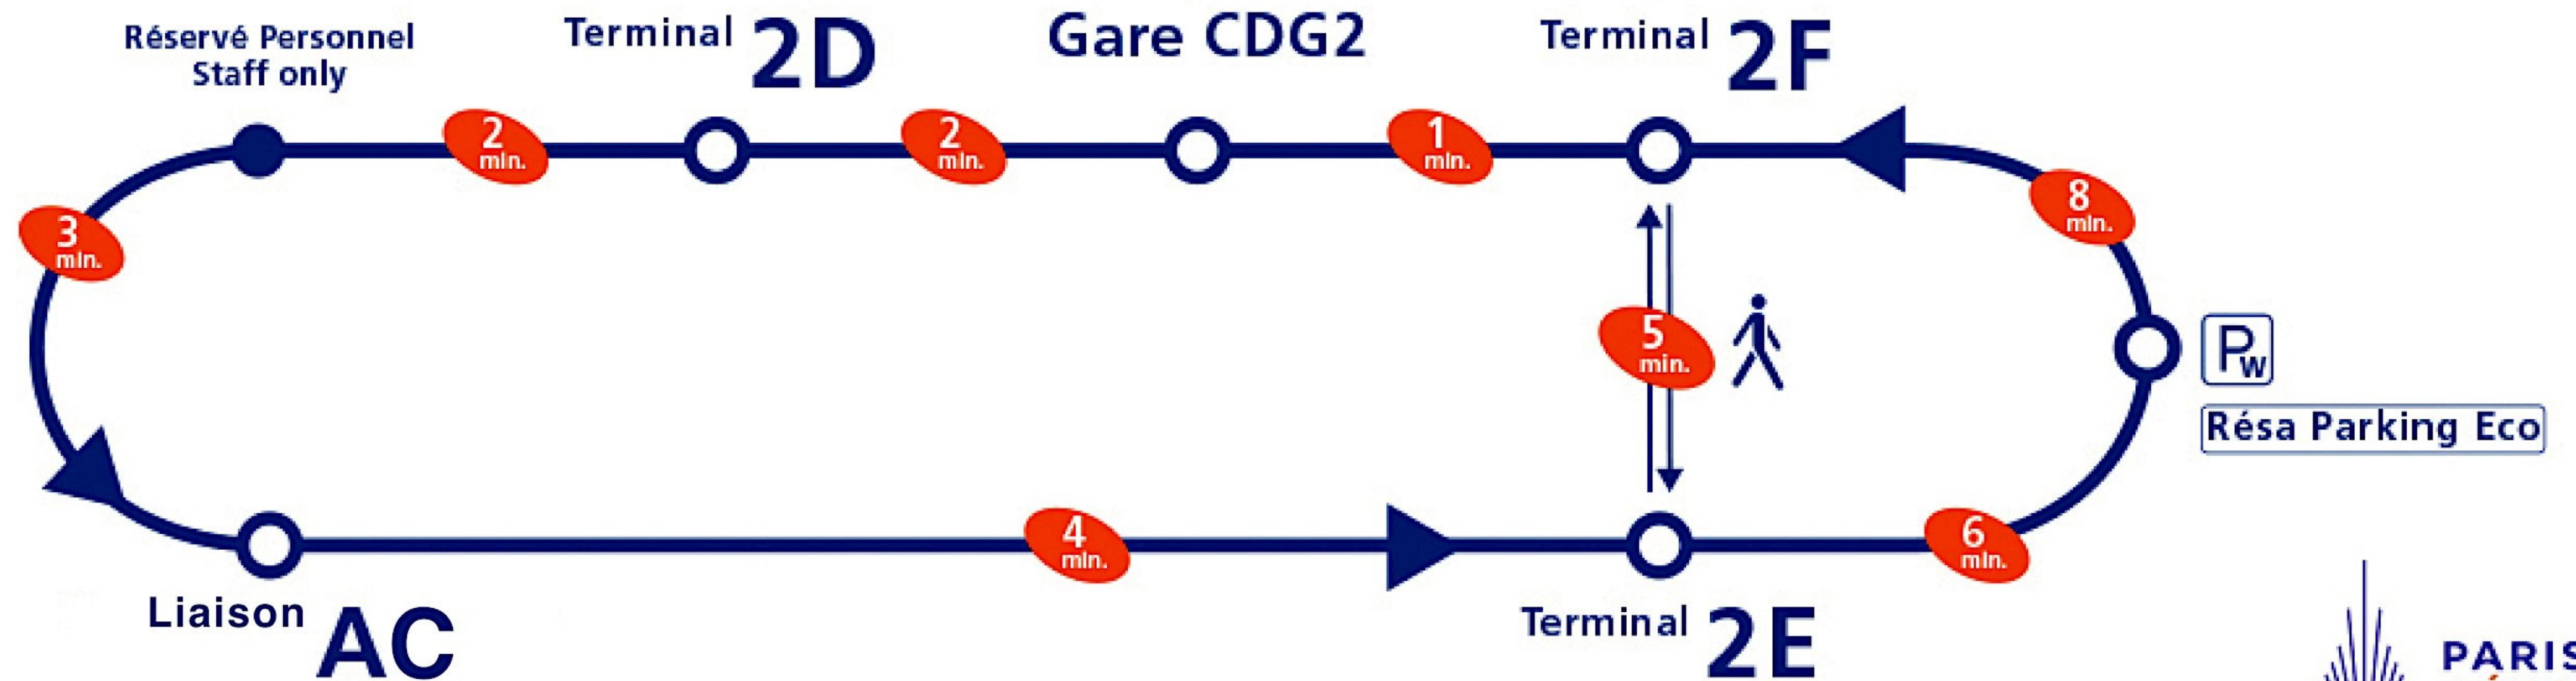 Réservé Personnel
Staff only
Terminal 2D
Gare CDG2
Terminal 2F
2 min.
2 min.
1 min.
8 min.
3 min.
5 min.
PW
Résa Parking Eco
4 min.
6 min.
Liaison AC
Terminal 2E
PARIS